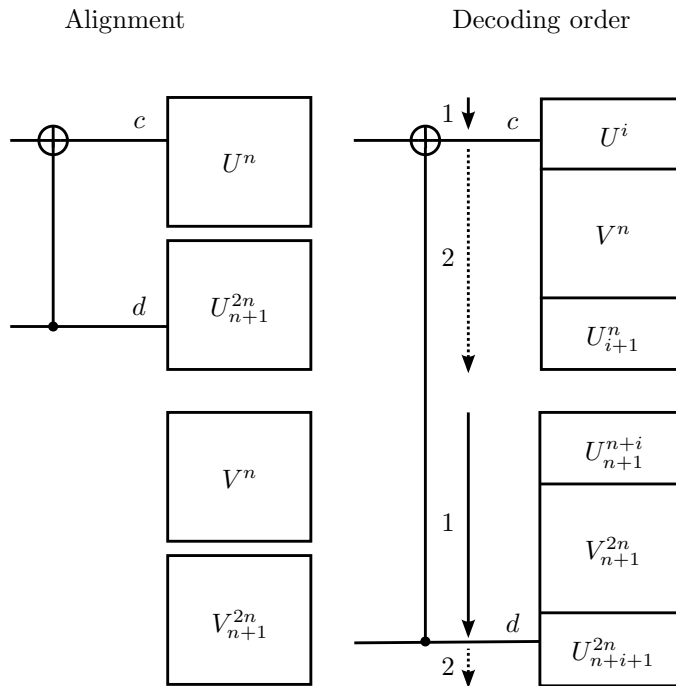 Alignment
Decoding order
c
U^n
d
U_{n+1}^{2n}
V^n
V_{n+1}^{2n}
1
c
U^i
2
V^n
U_{i+1}^n
1
U_{n+1}^{n+i}
V_{n+1}^{2n}
d
2
U_{n+i+1}^{2n}